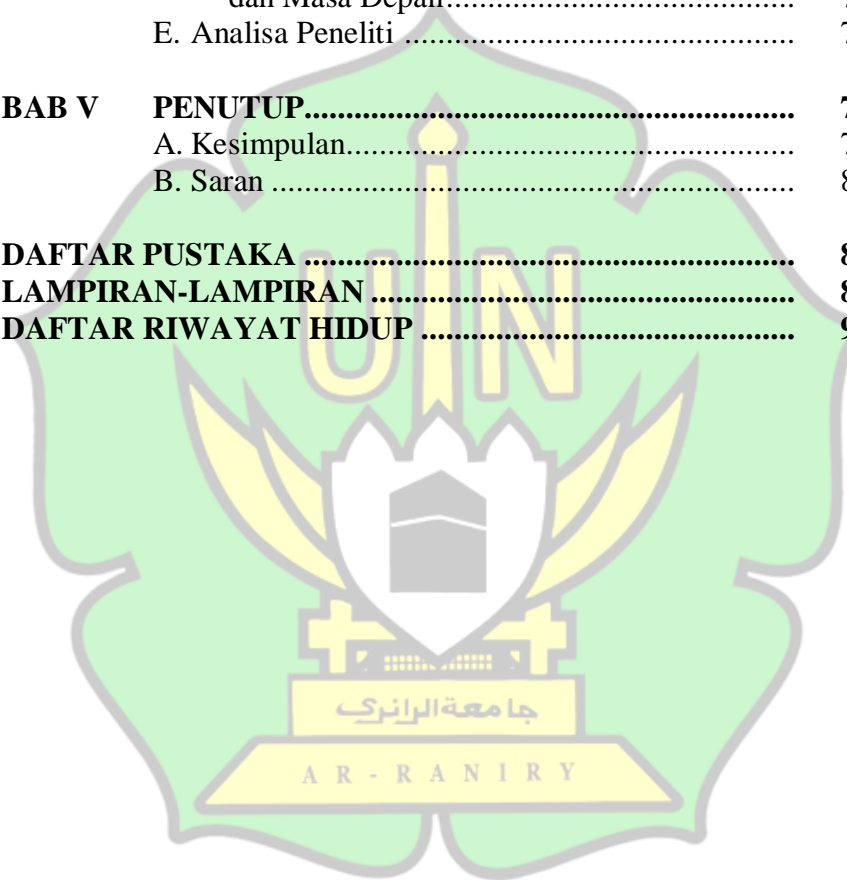 dan Masa Depan..........................................
E. Analisa Peneliti ...............................................
BAB V PENUTUP...........................................................
A. Kesimpulan......................................................
B. Saran ...............................................................
DAFTAR PUSTAKA ...........................................................
LAMPIRAN-LAMPIRAN ...................................................
DAFTAR RIWAYAT HIDUP .............................................
UIN
جامعة الرانري
AR-RANIRY